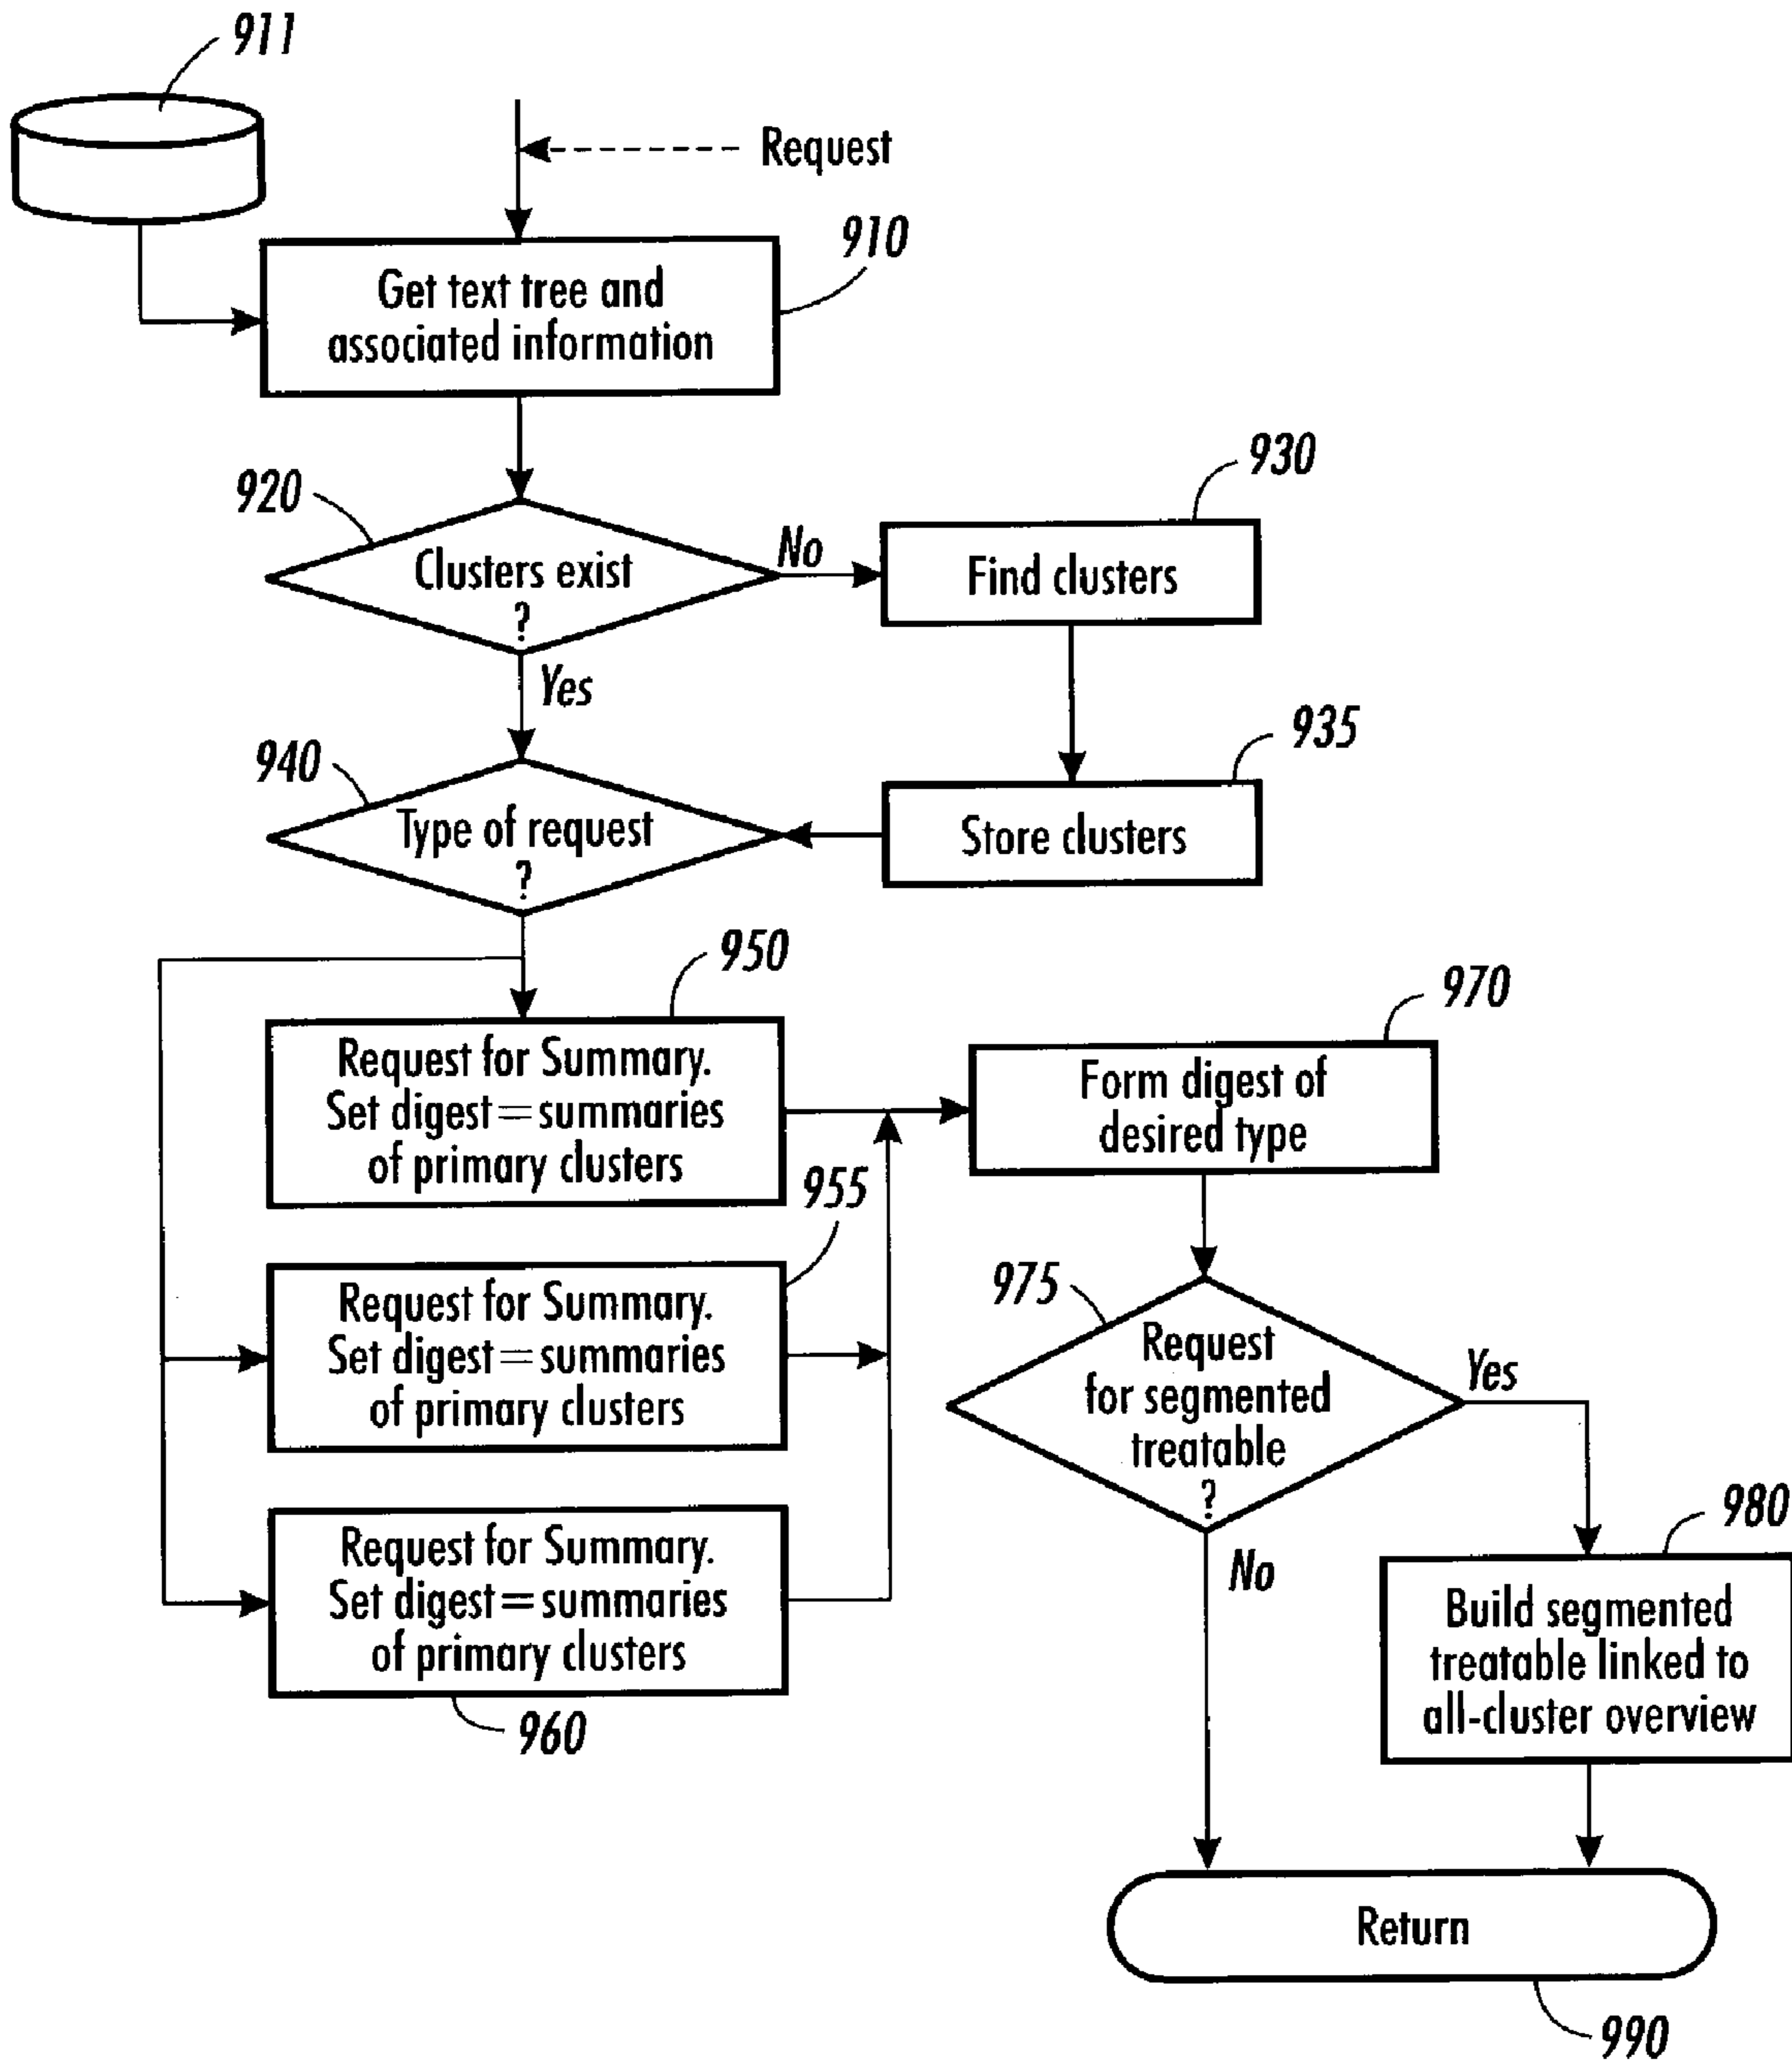 911
Request
910
Get text tree and
associated information
930
920
No
Clusters exist
?
Find clusters
Yes
935
940
Type of request
?
Store clusters
950
970
Request for Summary.
Set digest=summaries
of primary clusters
Form digest of
desired type
955
975
Request for Summary.
Set digest=summaries
of primary clusters
Request
for segmented
treatable
?
Yes
980
Request for Summary.
Set digest=summaries
of primary clusters
No
Build segmented
treatable linked to
all-cluster overview
960
Return
990